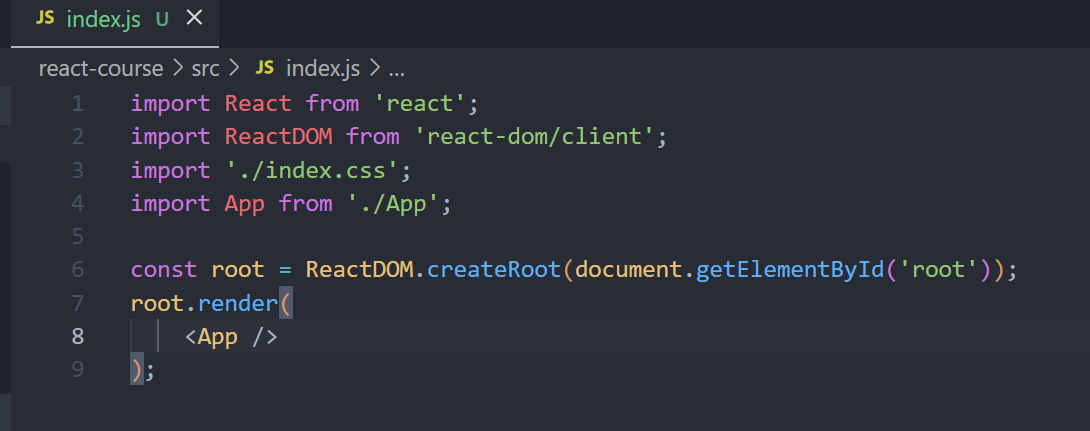 JS index.js U ×
react-course > src > JS index.js > ...
1 import React from 'react';
2 import ReactDOM from 'react-dom/client';
3 import './index.css';
4 import App from './App';
5
6 const root = ReactDOM.createRoot(document.getElementById('root'));
7 root.render(
8     <App />
9 );